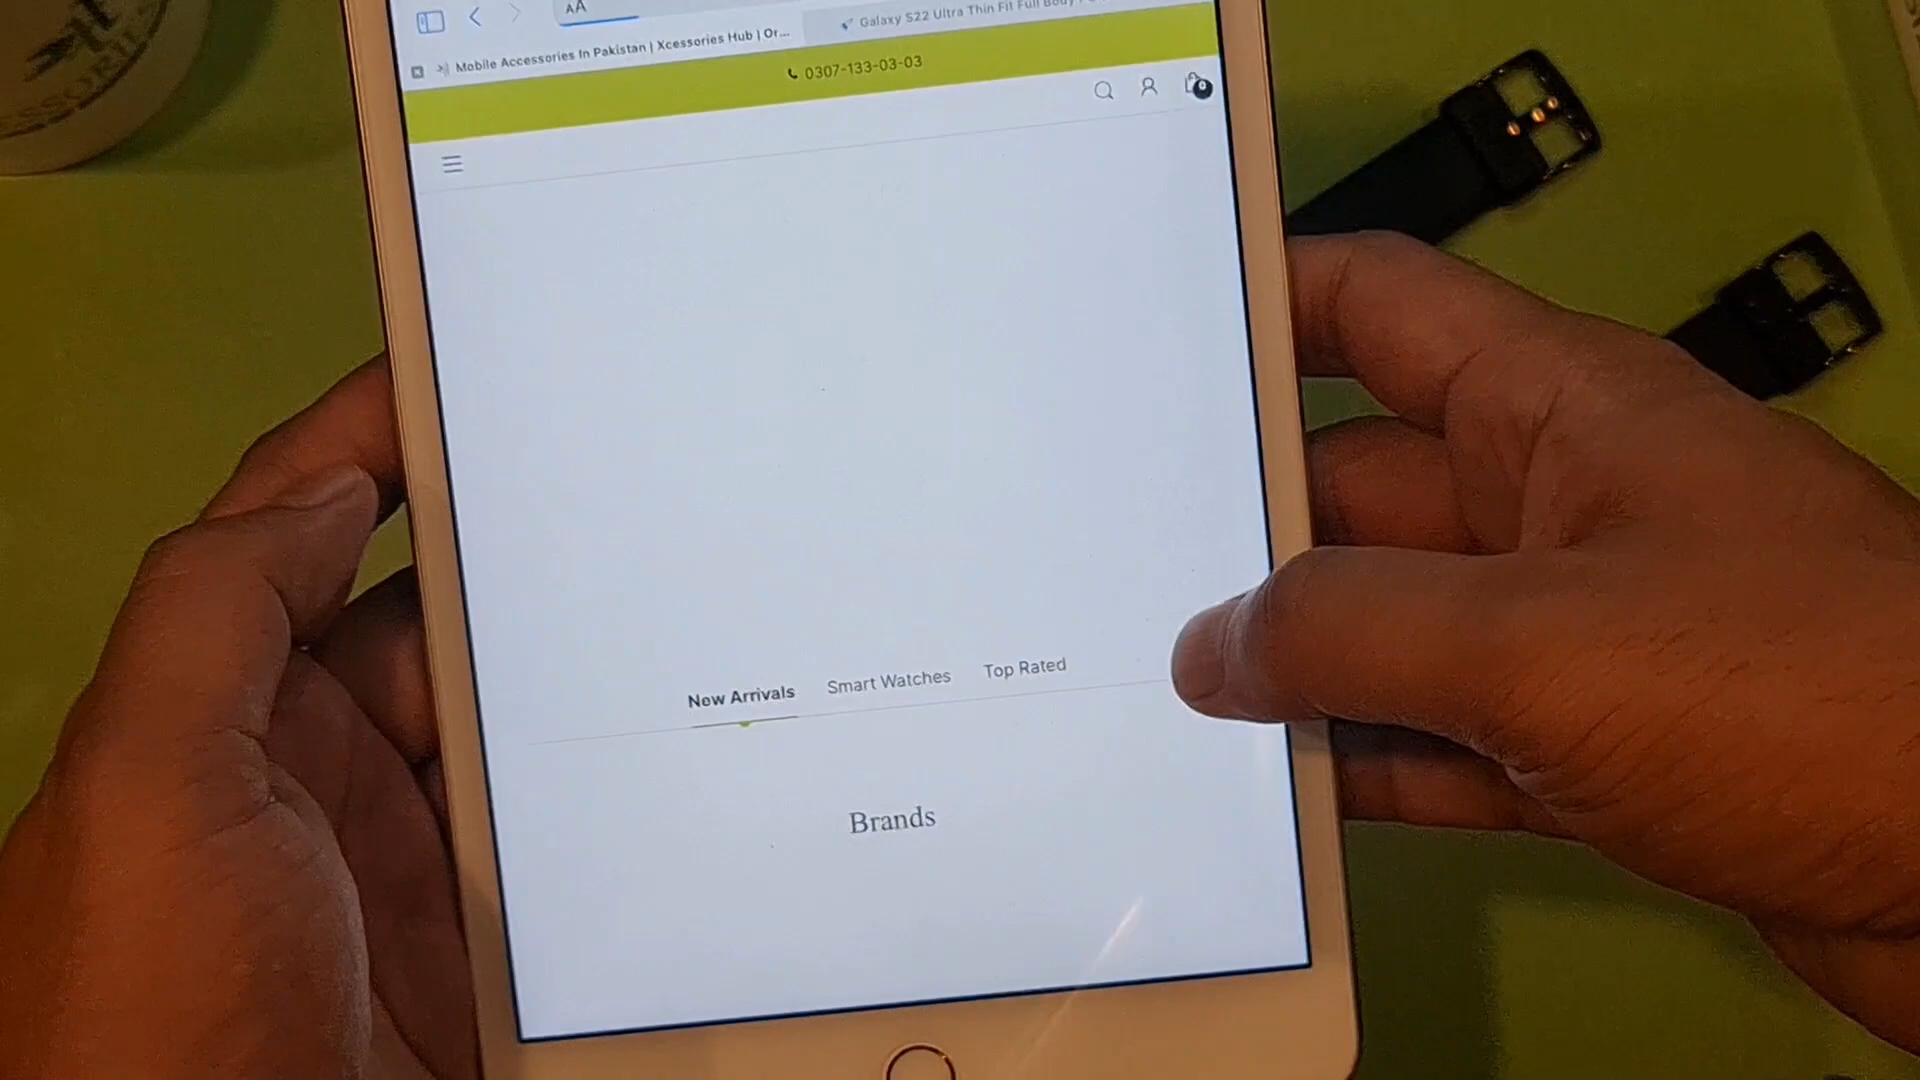 AA
Mobile Accessories In Pakistan | Xcessories Hub | Or...
Galaxy S22 Ultra Thin Fit Full Body
0307-133-03-03
0
New Arrivals
Smart Watches
Top Rated
Brands